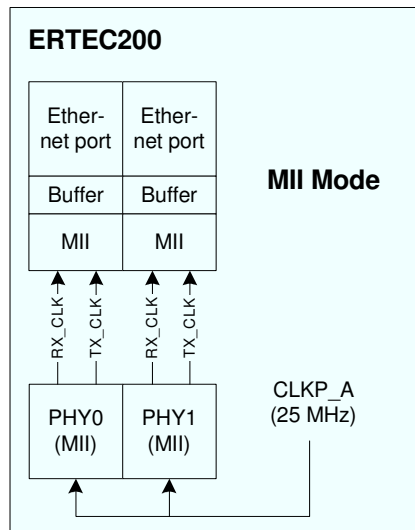 ERTEC200
Ether-
net port
Ether-
net port
MII Mode
Buffer
Buffer
MII
MII
RX_CLK
TX_CLK
RX_CLK
TX_CLK
PHY0
(MII)
PHY1
(MII)
CLKP_A
(25 MHz)